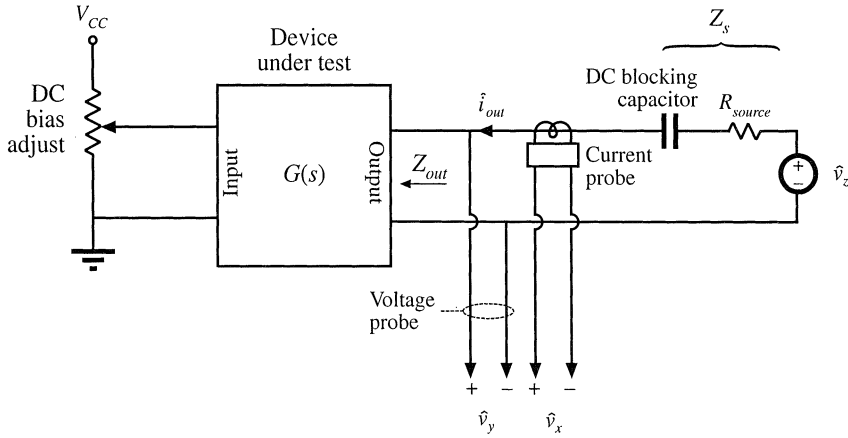 V_CC
DC
bias
adjust
Device
under test
Input
G(s)
Output
Z_out
î_out
Z_s
DC blocking
capacitor
R_source
Current
probe
+
–
v̂_z
Voltage
probe
+ – + –
v̂_y v̂_x